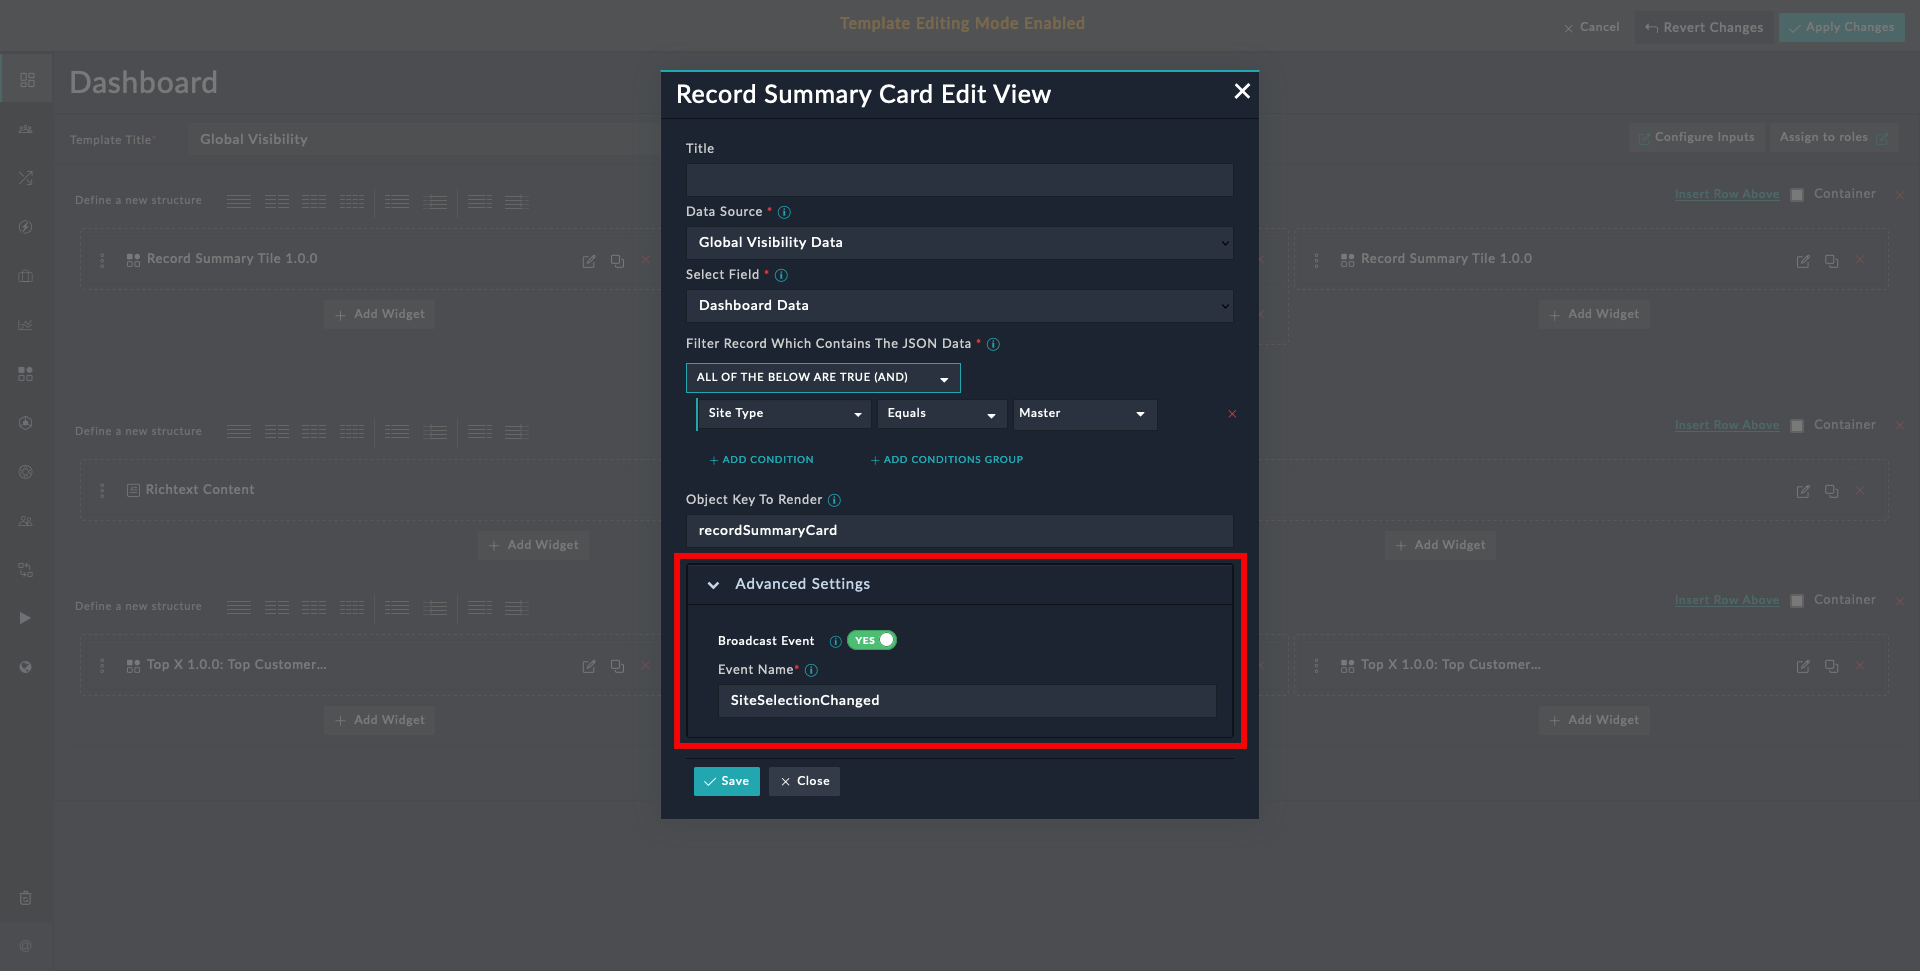 Template Editing Mode Enabled
Cancel
Revert Changes
Apply Changes
Dashboard
Template Title*
Global Visibility
Configure Inputs
Assign to roles
Define a new structure
Insert Row Above
Container
Record Summary Tile 1.0.0
Record Summary Tile 1.0.0
Add Widget
Add Widget
Define a new structure
Insert Row Above
Container
Richtext Content
Add Widget
Add Widget
Define a new structure
Insert Row Above
Container
Top X 1.0.0: Top Customer...
Top X 1.0.0: Top Customer...
Add Widget
Add Widget
Record Summary Card Edit View
Title
Data Source *
Global Visibility Data
Select Field *
Dashboard Data
Filter Record Which Contains The JSON Data *
ALL OF THE BELOW ARE TRUE (AND)
Site Type
Equals
Master
ADD CONDITION
ADD CONDITIONS GROUP
Object Key To Render
recordSummaryCard
Advanced Settings
Broadcast Event
YES
Event Name*
SiteSelectionChanged
Save
Close